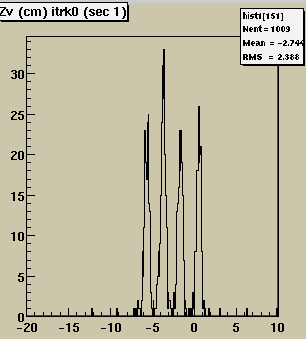 Zv (cm) itrk0 (sec 1)
hist1[151]
Nent = 1009
Mean = -2.744
RMS = 2.388
30
25
20
15
10
5
0
-20 -15 -10 -5 0 5 10